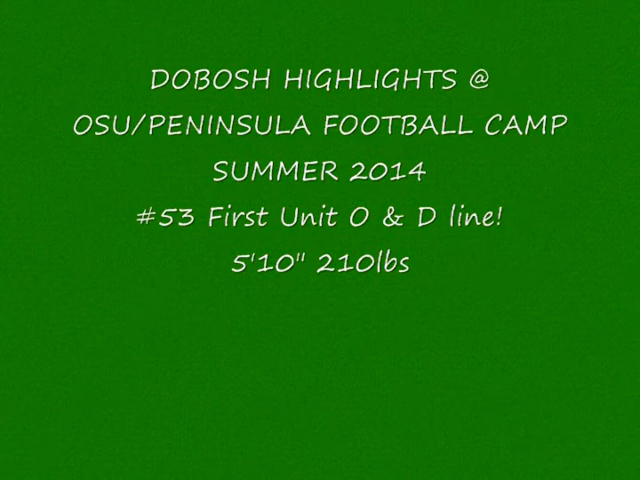 DOBOSH HIGHLIGHTS @
OSU/PENINSULA FOOTBALL CAMP
SUMMER 2014
#53 First Unit O & D line!
5'10" 210lbs